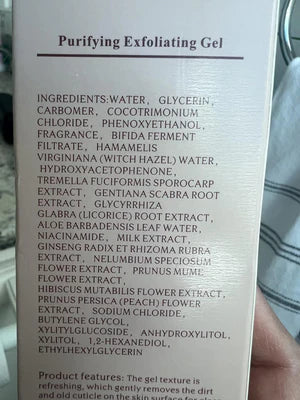 Purifying Exfoliating Gel
INGREDIENTS:WATER, GLYCERIN,
CARBOMER, COCOTRIMONIUM
CHLORIDE, PHENOXYETHANOL,
FRAGRANCE, BIFIDA FERMENT
FILTRATE, HAMAMELIS
VIRGINIANA (WITCH HAZEL) WATER,
HYDROXYACETOPHENONE,
TREMELLA FUCIFORMIS SPOROCARP
EXTRACT, GENTIANA SCABRA ROOT
EXTRACT, GLYCYRRHIZA
GLABRA (LICORICE) ROOT EXTRACT,
ALOE BARBADENSIS LEAF WATER,
NIACINAMIDE, MILK EXTRACT,
GINSENG RADIX ET RHIZOMA RUBRA
EXTRACT, NELUMBIUM SPECIOSUM
FLOWER EXTRACT, PRUNUS MUME
FLOWER EXTRACT,
HIBISCUS MUTABILIS FLOWER EXTRACT,
PRUNUS PERSICA (PEACH) FLOWER
EXTRACT, SODIUM CHLORIDE,
BUTYLENE GLYCOL,
XYLITYLGLUCOSIDE, ANHYDROXYLITOL,
XYLITOL, 1,2-HEXANEDIOL,
ETHYLHEXYLGLYCERIN
Product features: The gel texture is
refreshing, which gently removes the dirt
and old cuticle on the skin surface for